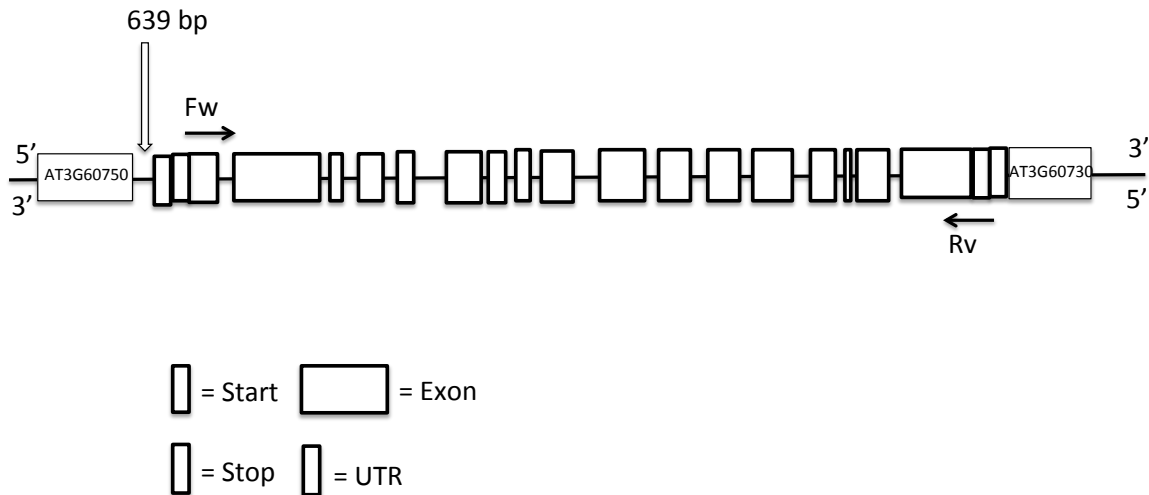 639 bp
Fw
5’ AT3G60750 AT3G60730 3’
3’ 5’
Rv
= Start = Exon
= Stop = UTR